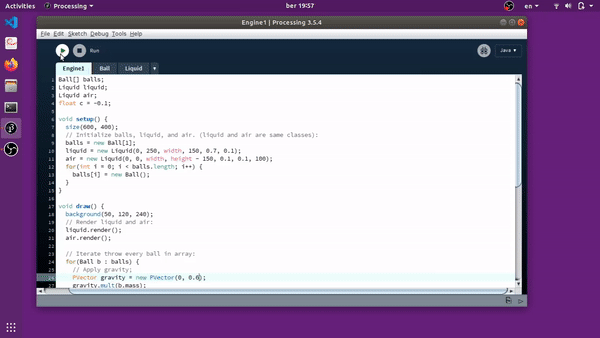 Activities Processing ▾ ber 19:57 en ▾
Engine1 | Processing 3.5.4
File Edit Sketch Debug Tools Help
Run Java ▾
Engine1 Ball Liquid ▾
1 Ball[] balls;
2 Liquid liquid;
3 Liquid air;
4 float c = -0.1;
5
6 void setup() {
7 size(600, 400);
8 // Initialize balls, liquid, and air. (liquid and air are same classes):
9 balls = new Ball[1];
10 liquid = new Liquid(0, 250, width, 150, 0.7, 0.1);
11 air = new Liquid(0, 0, width, height - 150, 0.1, 0.1, 100);
12 for(int i = 0; i < balls.length; i++) {
13 balls[i] = new Ball();
14 }
15 }
16
17 void draw() {
18 background(50, 120, 240);
19 // Render liquid and air:
20 liquid.render();
21 air.render();
22
23 // Iterate throw every ball in array:
24 for(Ball b : balls) {
25 // Apply gravity;
26 PVector gravity = new PVector(0, 0.6);
27 gravity.mult(b.mass);